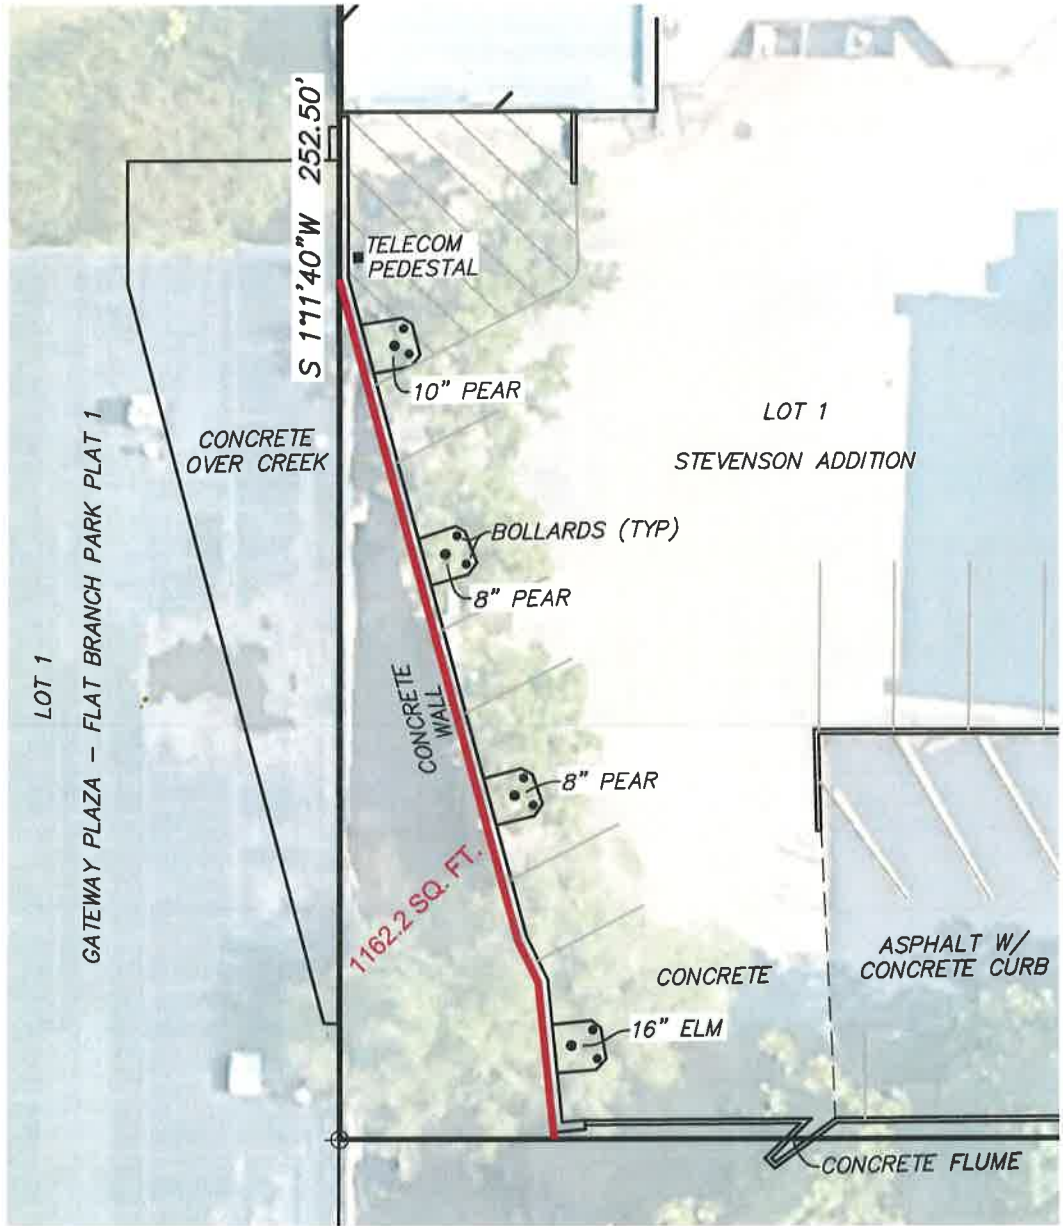 S 1°11'40"W 252.50'
TELECOM
PEDESTAL
10" PEAR
LOT 1
STEVENSON ADDITION
CONCRETE
OVER CREEK
LOT 1
GATEWAY PLAZA – FLAT BRANCH PARK PLAT 1
BOLLARDS (TYP)
8" PEAR
CONCRETE
WALL
8" PEAR
1162.2 SQ. FT.
ASPHALT W/
CONCRETE CURB
CONCRETE
16" ELM
CONCRETE FLUME